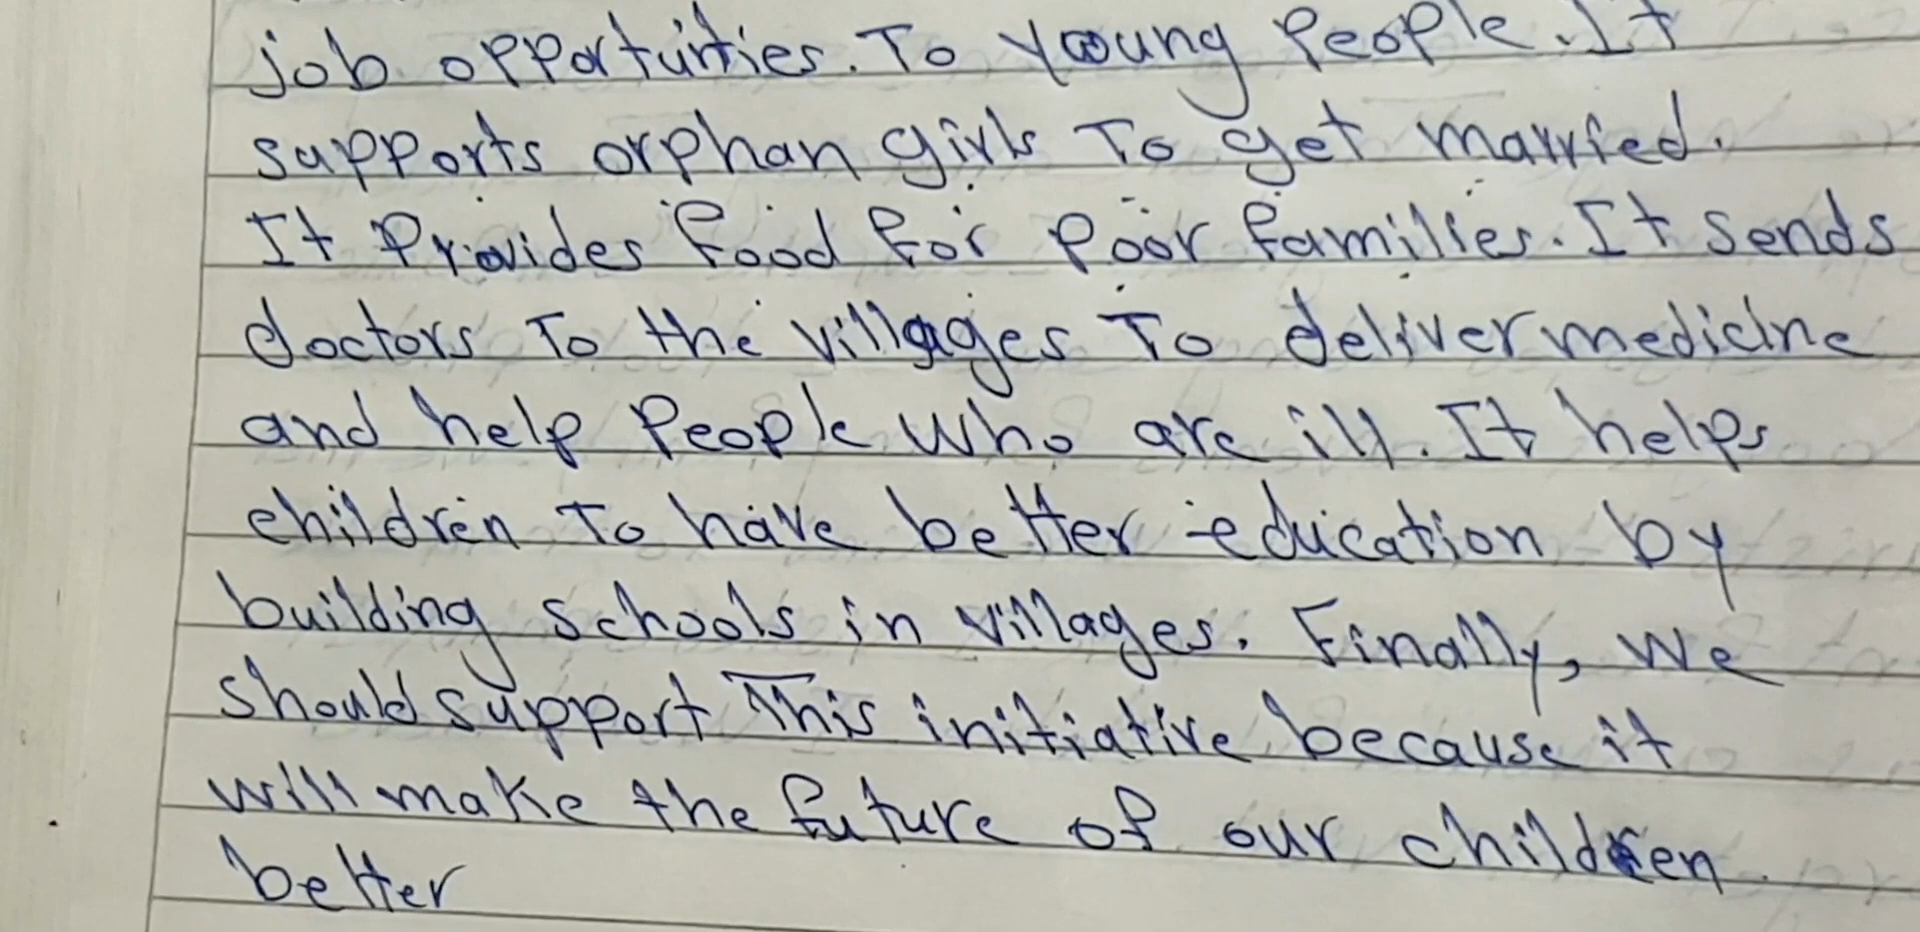 job opportuinties. To young People. It
supports orphan girls To get married.
It Provides food for Poor families. It sends
doctors To the villages To deliver medicine
and help People who are ill. It helps
children To have better education by
building schools in villages. Finally, we
should support This initiative because it
will make the future of our children
better